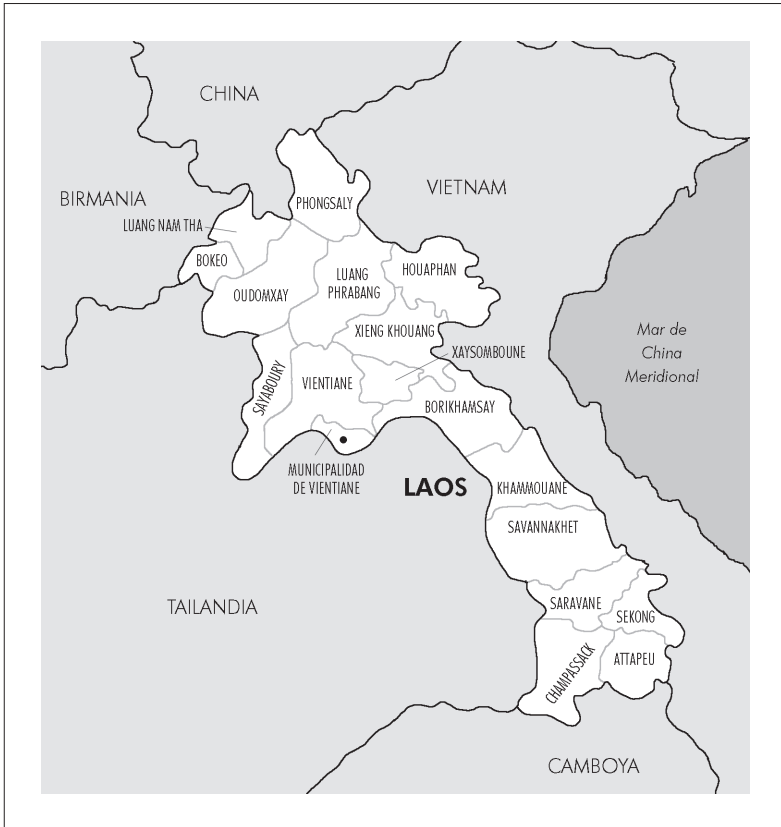 CHINA
BIRMANIA
VIETNAM
PHONGSALY
LUANG NAM THA
BOKEO
LUANG
PHRABANG
HOUAPHAN
OUDOMXAY
XIENG KHOUANG
Mar de
China
Meridional
XAYSOMBOUNE
SAYABOURY
VIENTIANE
BORIKHAMSAY
MUNICIPALIDAD
DE VIENTIANE
LAOS
KHAMMOUANE
SAVANNAKHET
TAILANDIA
SARAVANE
SEKONG
CHAMPASSACK
ATTAPEU
CAMBOYA